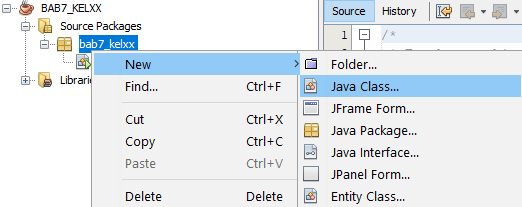 BAB7_KELXX
Source Packages
bab7_kelxx
New
Find... Ctrl+F
Cut Ctrl+X
Copy Ctrl+C
Paste Ctrl+V
Delete Delete
Folder...
Java Class...
JFrame Form...
Java Package...
Java Interface...
JPanel Form...
Entity Class...
Source History
1 /*
2 *